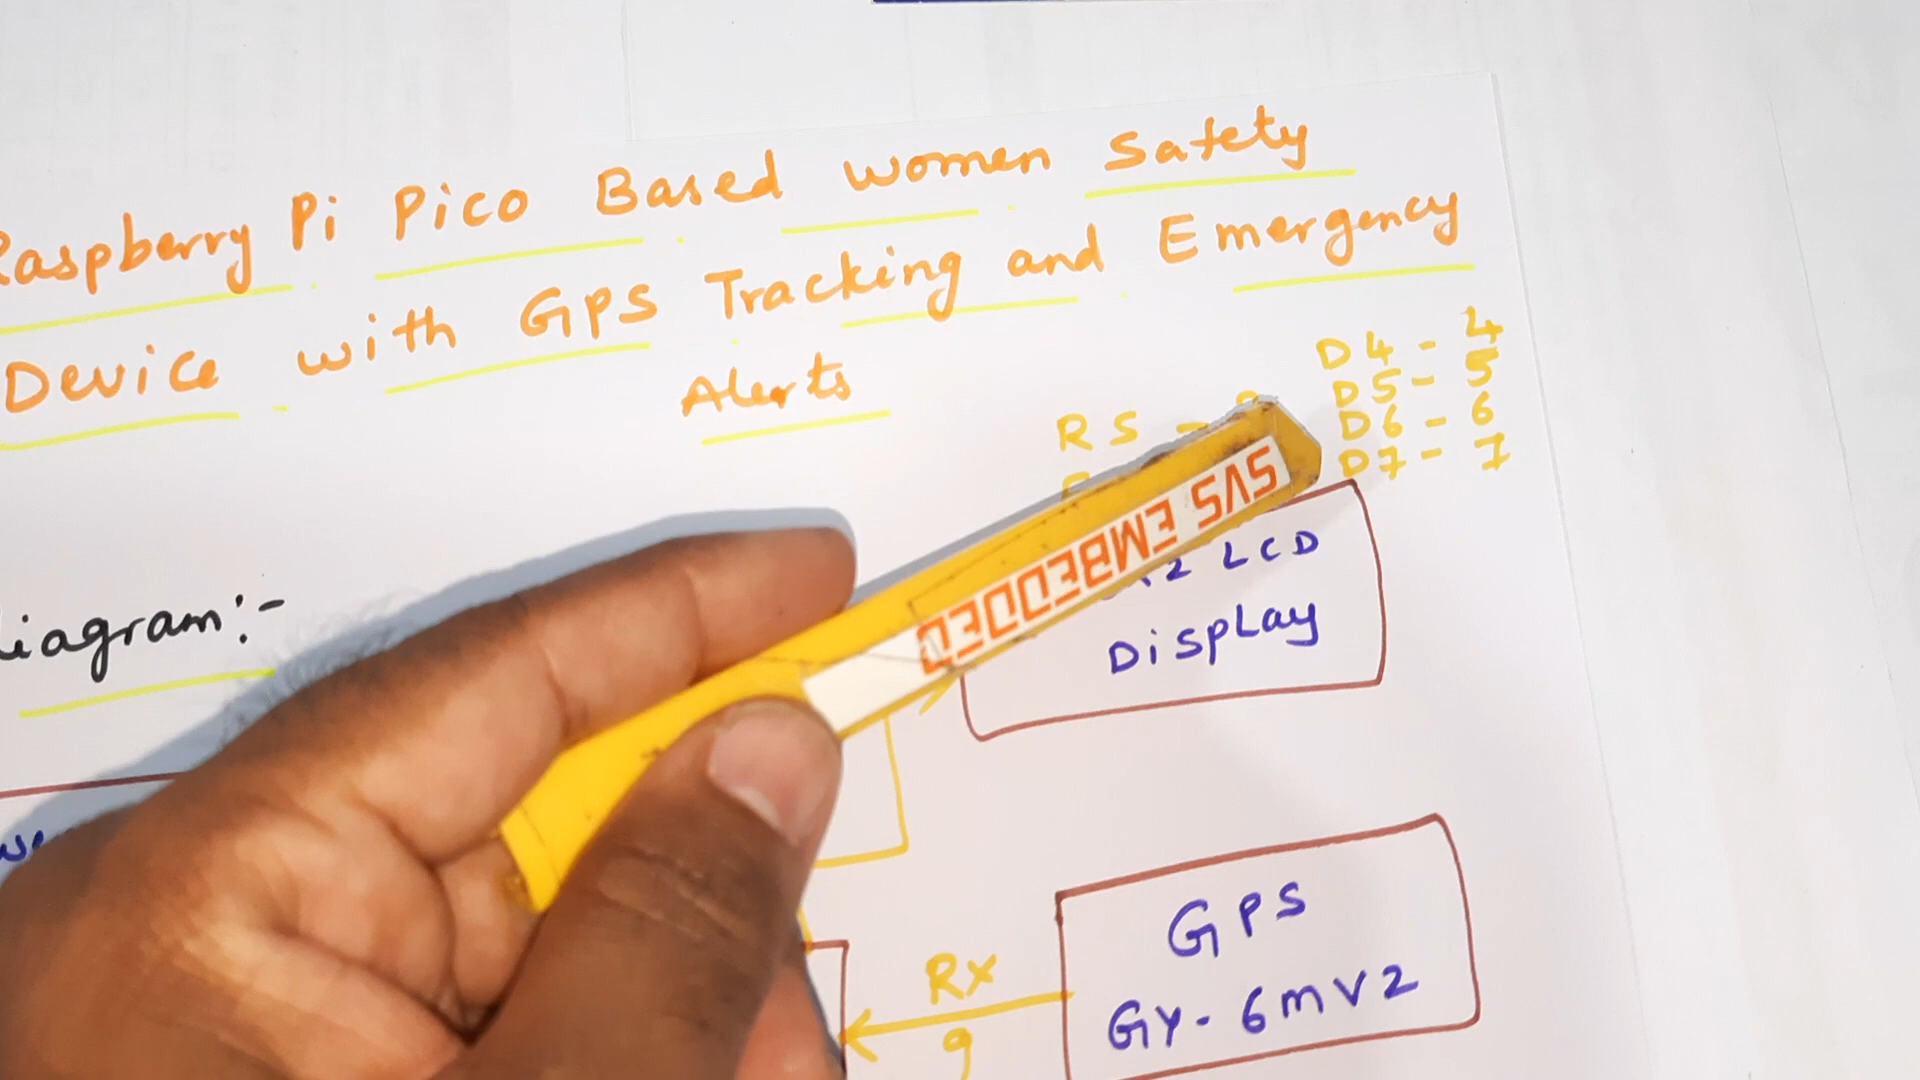 Raspberry Pi Pico Based women Safety
Device with GPS Tracking and Emergency
Alerts
D4 - 4
D5 - 5
D6 - 6
D7 - 7
RS -
SVS EMBEDDED
LCD
Display
diagram:-
GPS
GY-6mV2
Rx
9